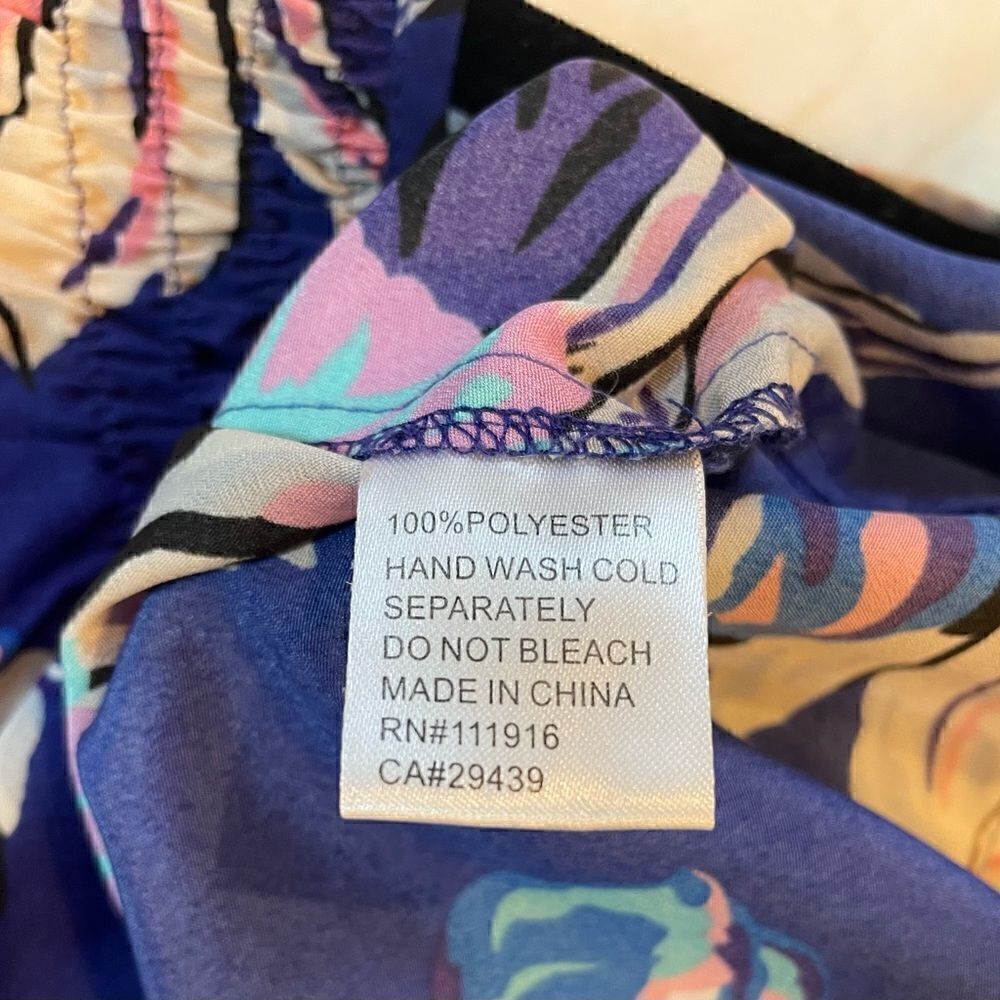 100%POLYESTER
HAND WASH COLD
SEPARATELY
DO NOT BLEACH
MADE IN CHINA
RN#111916
CA#29439